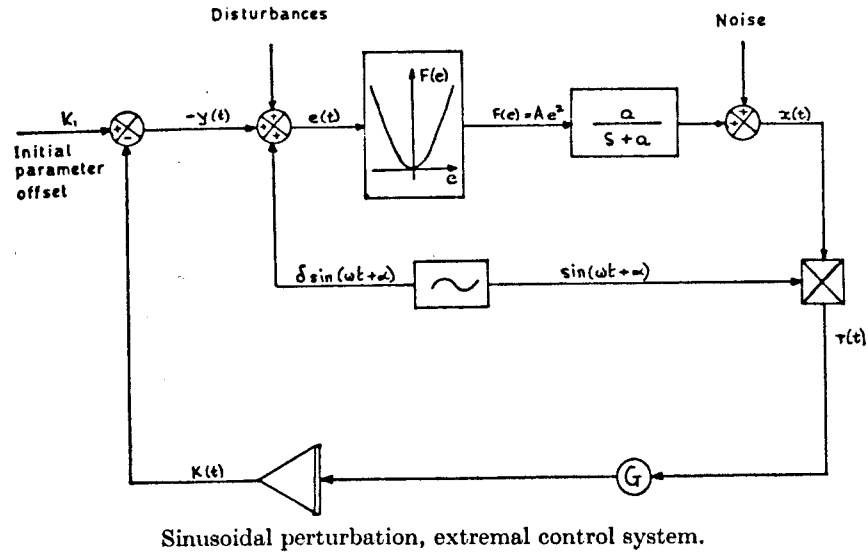 Disturbances
Noise
K₁
+
-
-y(t)
+
+
+
e(t)
F(e)
e
F(e) = Ae²
a
S + a
+
+
x(t)
Initial
parameter
offset
δ sin(ωt+α)
sin(ωt+α)
τ(t)
K(t)
G
Sinusoidal perturbation, extremal control system.